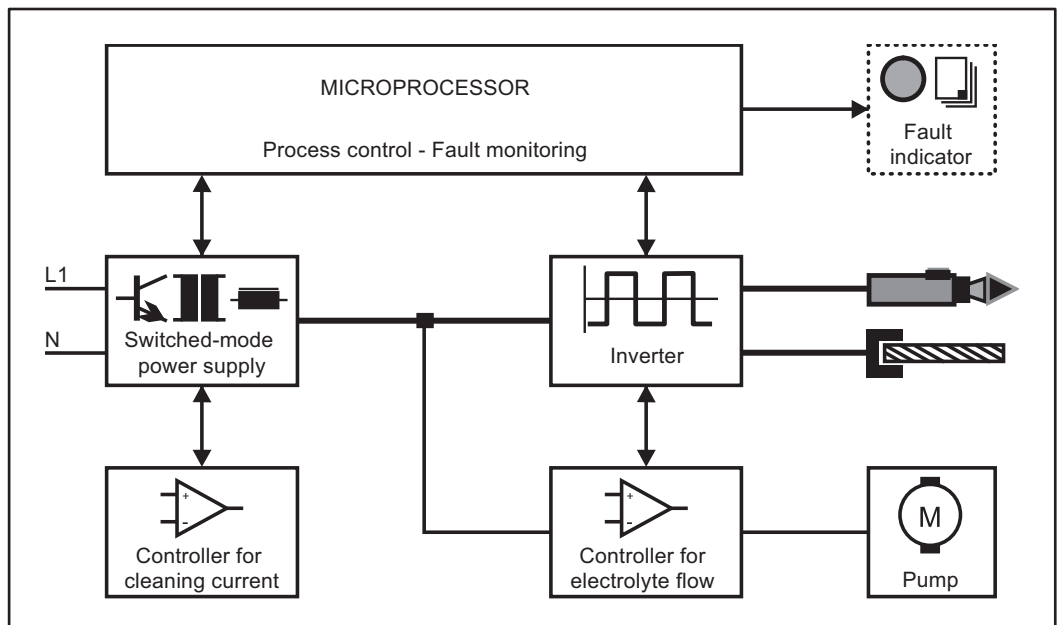 MICROPROCESSOR
Process control - Fault monitoring
Fault
indicator
L1
N
Switched-mode
power supply
Inverter
+
-
Controller for
cleaning current
+
-
Controller for
electrolyte flow
M
Pump